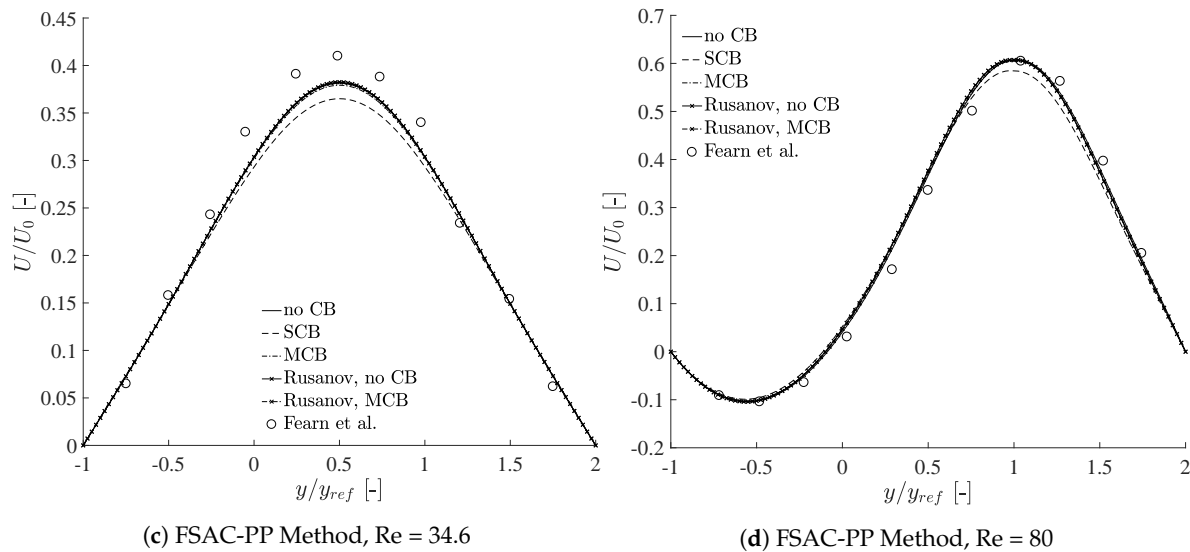 0.45
0.4
0.35
0.3
0.25
0.2
0.15
0.1
0.05
0
U/U0 [-]
no CB
SCB
MCB
Rusanov, no CB
Rusanov, MCB
Fearn et al.
-1 -0.5 0 0.5 1 1.5 2
y/yref [-]
(c) FSAC-PP Method, Re = 34.6
0.7
0.6
0.5
0.4
0.3
0.2
0.1
0
-0.1
-0.2
U/U0 [-]
no CB
SCB
MCB
Rusanov, no CB
Rusanov, MCB
Fearn et al.
-1 -0.5 0 0.5 1 1.5 2
y/yref [-]
(d) FSAC-PP Method, Re = 80